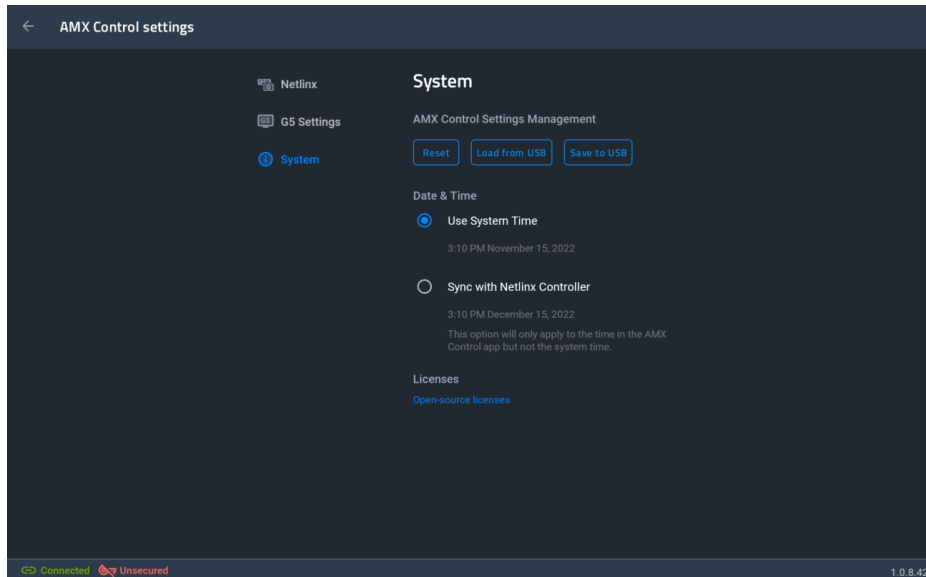 AMX Control settings
Netlinx
G5 Settings
System
System
AMX Control Settings Management
Reset
Load from USB
Save to USB
Date & Time
Use System Time
3:10 PM November 15, 2022
Sync with Netlinx Controller
3:10 PM December 15, 2022
This option will only apply to the time in the AMX
Control app but not the system time.
Licenses
Open-source licenses
Connected
Unsecured
1.0.8.42